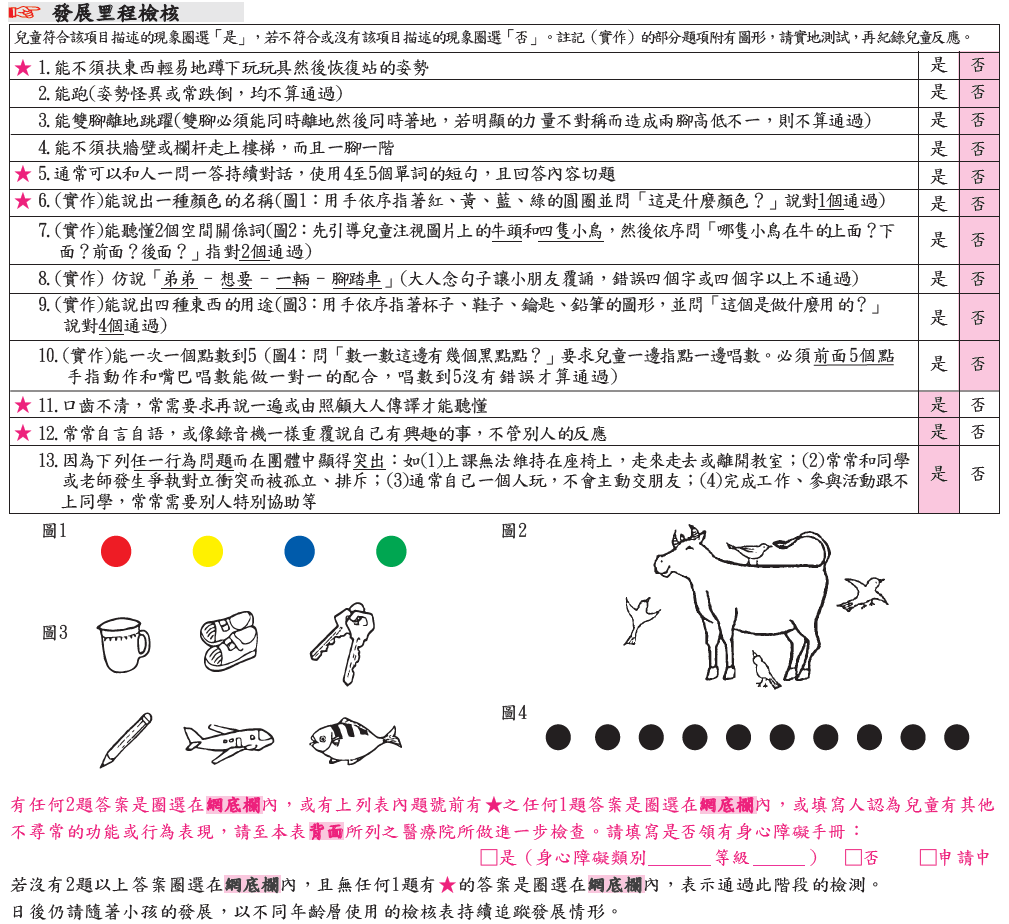 發展里程檢核
兒童符合該項目描述的現象圈選「是」，若不符合或沒有該項目描述的現象圈選「否」。註記（實作）的部分題項附有圖形，請實地測試，再紀錄兒童反應。
★ 1. 能不須扶東西輕易地蹲下玩玩具然後恢復站的姿勢 是 否
2. 能跑(姿勢怪異或常跌倒，均不算通過) 是 否
3. 能雙腳離地跳躍(雙腳必須能同時離地然後同時著地，若明顯的力量不對稱而造成兩腳高低不一，則不算通過) 是 否
4. 能不須扶牆壁或欄杆走上樓梯，而且一腳一階 是 否
★ 5. 通常可以和人一問一答持續對話，使用4至5個單詞的短句，且回答內容切題 是 否
★ 6. (實作)能說出一種顏色的名稱(圖1：用手依序指著紅、黃、藍、綠的圓圈並問「這是什麼顏色？」說對1個通過) 是 否
7. (實作)能聽懂2個空間關係詞(圖2：先引導兒童注視圖片上的牛頭和四隻小鳥，然後依序問「哪隻小鳥在牛的上面？下
面？前面？後面？」指對2個通過) 是 否
8. (實作) 仿說「弟弟 – 想要 – 一輛 – 腳踏車」(大人念句子讓小朋友覆誦，錯誤四個字或四個字以上不通過) 是 否
9. (實作)能說出四種東西的用途(圖3：用手依序指著杯子、鞋子、鑰匙、鉛筆的圖形，並問「這個是做什麼用的？」
說對4個通過) 是 否
10. (實作)能一次一個點數到5 (圖4：問「數一數這邊有幾個黑點點？」要求兒童一邊指點一邊唱數。必須前面5個點
手指動作和嘴巴唱數能做一對一的配合，唱數到5沒有錯誤才算通過) 是 否
★ 11. 口齒不清，常需要求再說一遍或由照顧大人傳譯才能聽懂 是 否
★ 12. 常常自言自語，或像錄音機一樣重覆說自己有興趣的事，不管別人的反應 是 否
13. 因為下列任一行為問題而在團體中顯得突出：如(1)上課無法維持在座椅上，走來走去或離開教室；(2)常常和同學
或老師發生爭執對立衝突而被孤立、排斥；(3)通常自己一個人玩，不會主動交朋友；(4)完成工作、參與活動跟不
上同學，常常需要別人特別協助等 是 否
圖1
圖2
圖3
圖4
有任何2題答案是圈選在網底欄內，或有上列表內題號前有★之任何1題答案是圈選在網底欄內，或填寫人認為兒童有其他
不尋常的功能或行為表現，請至本表背面所列之醫療院所做進一步檢查。請填寫是否領有身心障礙手冊：
□是（身心障礙類別______等級_____） □否 □申請中
若沒有2題以上答案圈選在網底欄內，且無任何1題有★的答案是圈選在網底欄內，表示通過此階段的檢測。
日後仍請隨著小孩的發展，以不同年齡層使用的檢核表持續追蹤發展情形。